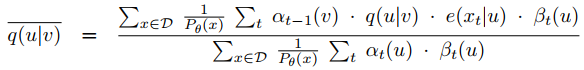 $\overline{q(u|v)} = \frac{\sum_{x \in \mathcal{D}} \frac{1}{P_\theta(x)} \sum_t \alpha_{t-1}(v) \cdot q(u|v) \cdot e(x_t|u) \cdot \beta_t(u)}{\sum_{x \in \mathcal{D}} \frac{1}{P_\theta(x)} \sum_t \alpha_t(u) \cdot \beta_t(u)}$